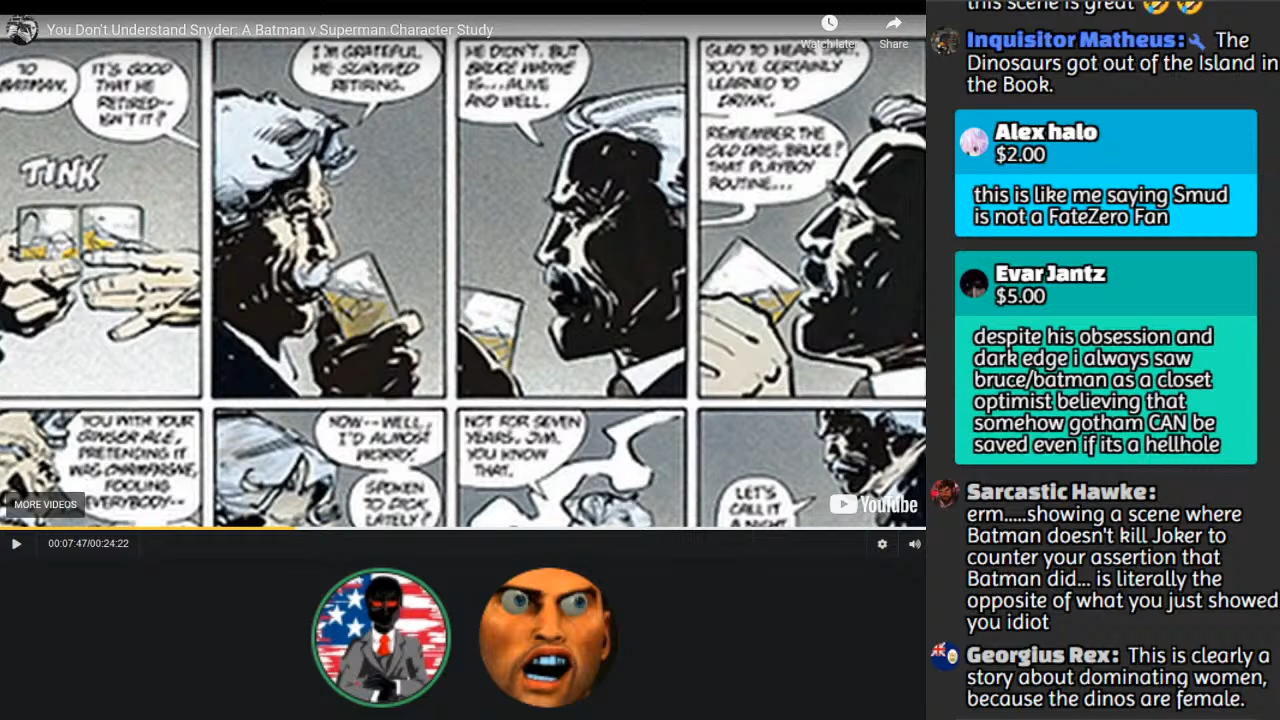 You Don't Understand Snyder: A Batman v Superman Character Study
Watch later
Share
TO
BATMAN.
IT'S GOOD
THAT HE
RETIRED--
ISN'T IT?
TINK
I'M GRATEFUL
HE SURVIVED
RETIRING.
HE DIDN'T. BUT
BRUCE WAYNE
IS...ALIVE
AND WELL.
GLAD TO
YOU'VE CERTAINLY
LEARNED TO
DRINK.
REMEMBER THE
OLD DAYS, BRUCE?
THAT PLAYBOY
ROUTINE...
YOU WITH YOUR
GINGER ALE,
PRETENDING IT
WAS CHAMPAGNE,
FOOLING
EVERYBODY--
NOW--WELL,
I'D ALMOST
WORRY.
SPOKEN
TO DICK
LATELY?
NOT FOR SEVEN
YEARS, JIM.
YOU KNOW
THAT.
LET'S
CALL IT
A NIGHT
MORE VIDEOS
YouTube
00:07:47/00:24:22
this scene is great 🤣 🤣
Inquisitor Matheus: The
Dinosaurs got out of the Island in
the Book.
Alex halo
$2.00
this is like me saying Smud
is not a FateZero Fan
Evar Jantz
$5.00
despite his obsession and
dark edge i always saw
bruce/batman as a closet
optimist believing that
somehow gotham CAN be
saved even if its a hellhole
Sarcastic Hawke:
erm.....showing a scene where
Batman doesn't kill Joker to
counter your assertion that
Batman did... is literally the
opposite of what you just showed
you idiot
Georgius Rex: This is clearly a
story about dominating women,
because the dinos are female.